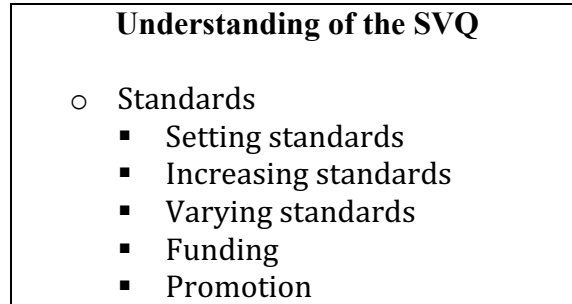 Understanding of the SVQ
o Standards
▪ Setting standards
▪ Increasing standards
▪ Varying standards
▪ Funding
▪ Promotion